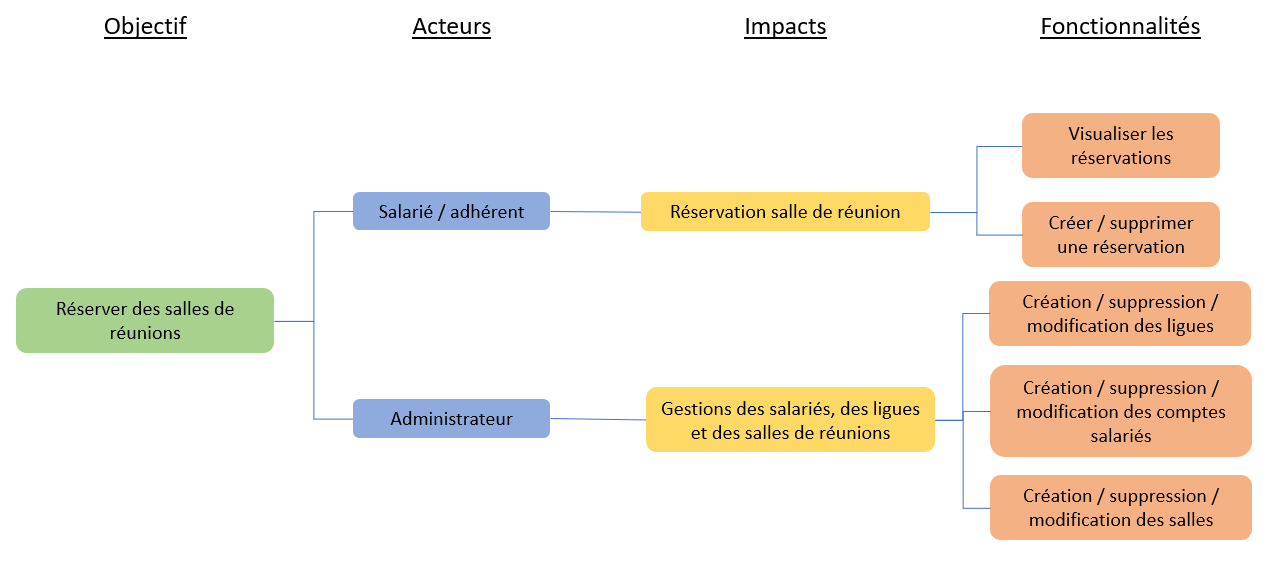 Objectif
Acteurs
Impacts
Fonctionnalités
Visualiser les
réservations
Salarié / adhérent
Réservation salle de réunion
Créer / supprimer
une réservation
Réserver des salles de
réunions
Création / suppression /
modification des ligues
Administrateur
Gestions des salariés, des ligues
et des salles de réunions
Création / suppression /
modification des comptes
salariés
Création / suppression /
modification des salles